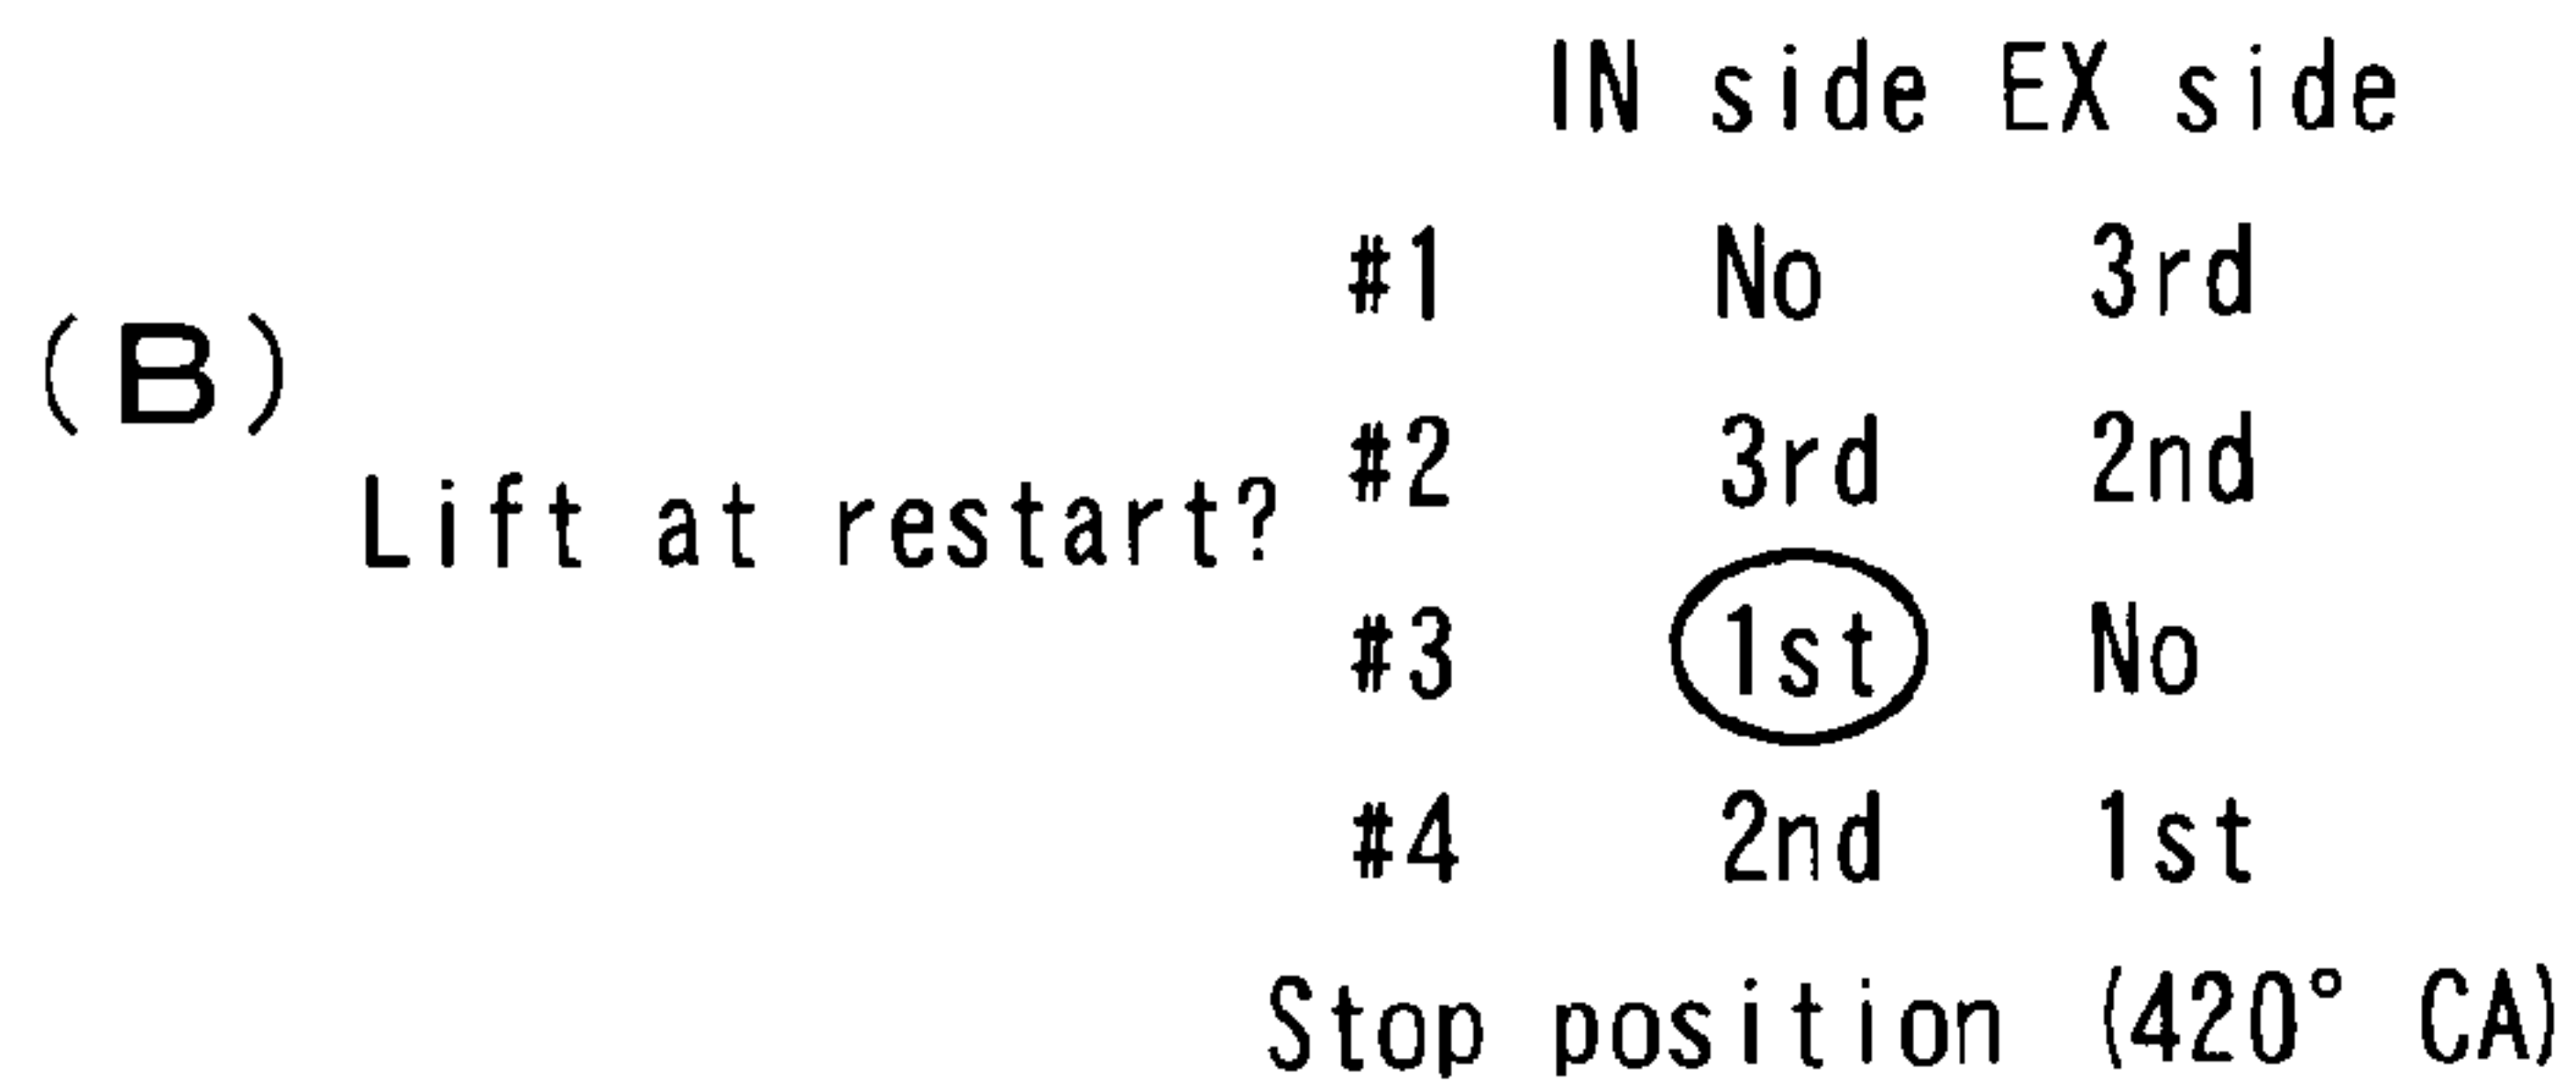 IN side EX side
#1 No 3rd
(B)
#2 3rd 2nd
Lift at restart?
#3 1st No
#4 2nd 1st
Stop position (420° CA)